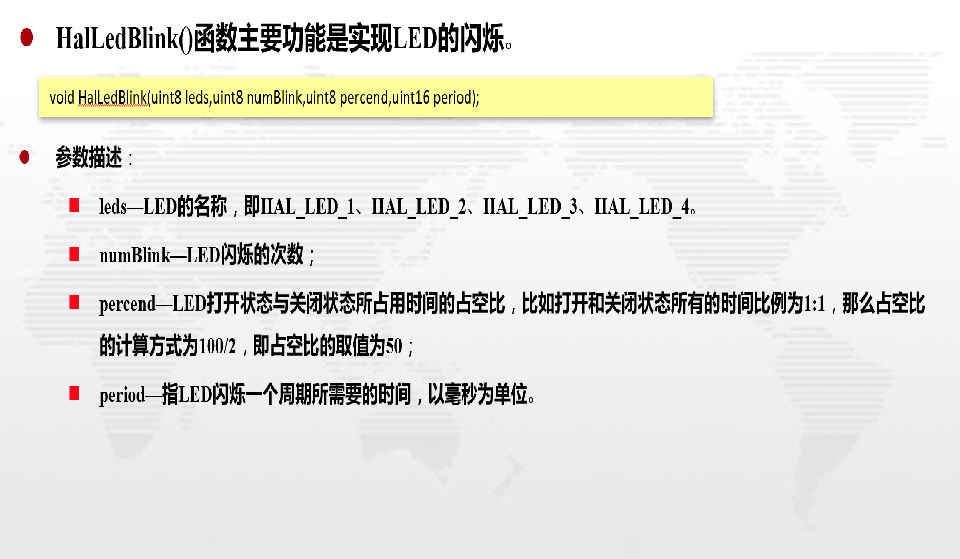 HalLedBlink()函数主要功能是实现LED的闪烁。
void HalLedBlink(uint8 leds,uint8 numBlink,uint8 percend,uint16 period);
参数描述：
leds—LED的名称，即HAL_LED_1、HAL_LED_2、HAL_LED_3、HAL_LED_4。
numBlink—LED闪烁的次数；
percend—LED打开状态与关闭状态所占用时间的占空比，比如打开和关闭状态所有的时间比例为1:1，那么占空比
的计算方式为100/2，即占空比的取值为50；
period—指LED闪烁一个周期所需要的时间，以毫秒为单位。